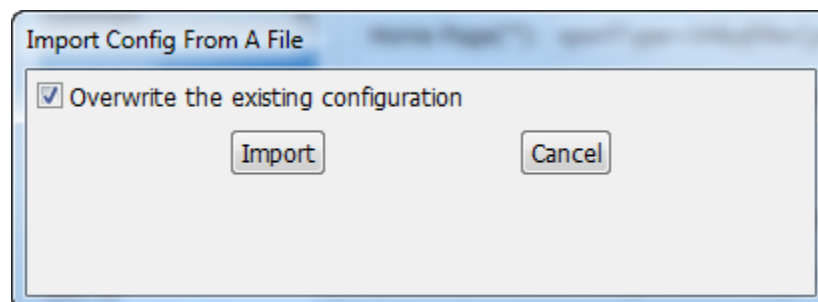 Import Config From A File
Overwrite the existing configuration
Import Cancel